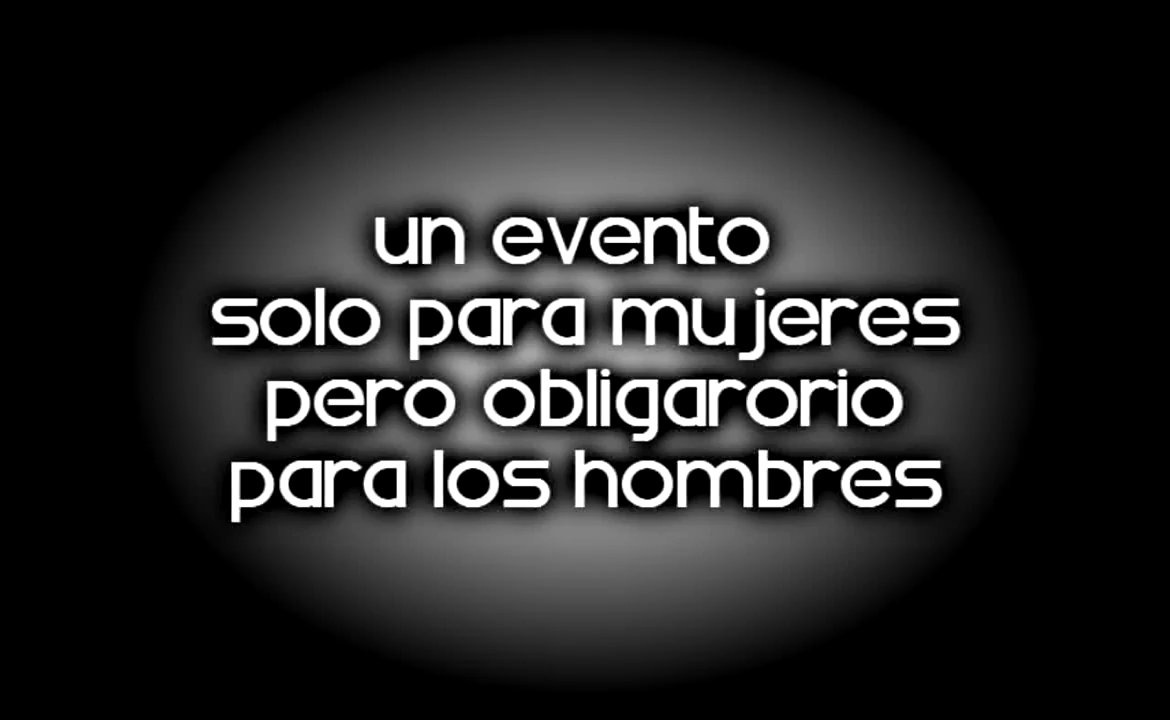 un evento
solo para mujeres
pero obligarorio
para los hombres